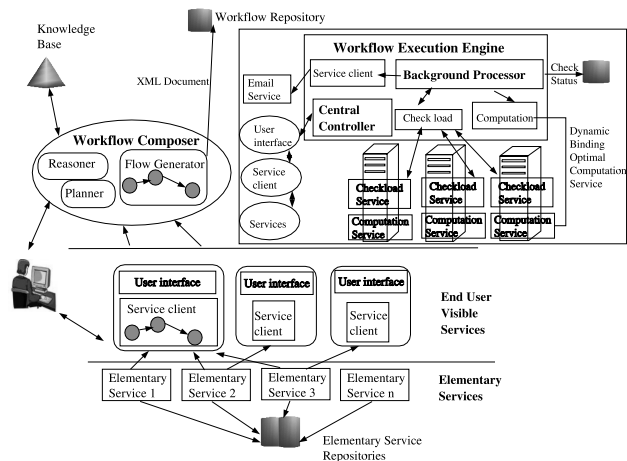 Knowledge
Base
Workflow Repository
XML Document
Workflow Composer
Reasoner
Planner
Flow Generator
Workflow Execution Engine
Email
Service
Service client
Background Processor
Check
Status
Central
Controller
Check load
Computation
User
interface
Service
client
Services
Dynamic
Binding
Optimal
Computation
Service
Checkload
Service
Checkload
Service
Checkload
Service
Computation
Service
Computation
Service
Computation
Service
User interface
User interface
User interface
Service client
Service
client
Service
client
End User
Visible
Services
Elementary
Service 1
Elementary
Service 2
Elementary
Service 3
Elementary
Service n
Elementary
Services
Elementary Service
Repositories